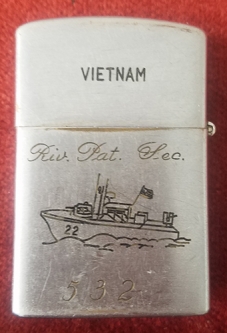 VIETNAM
Riv. Pat. Sec.
22
532